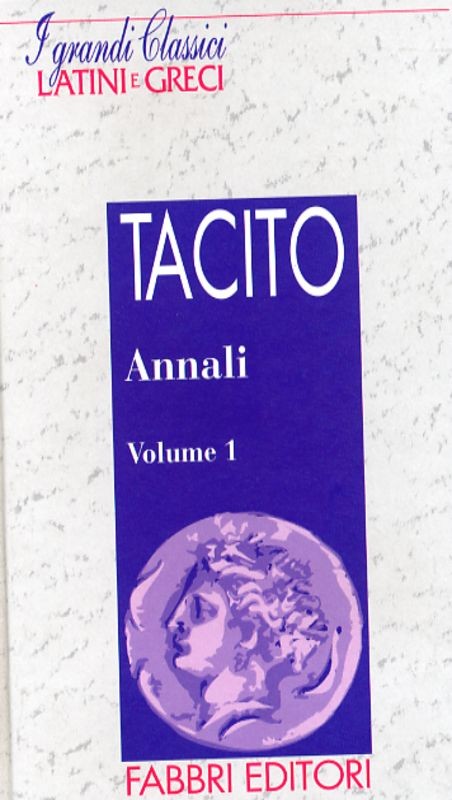 I grandi Classici
LATINI E GRECI
TACITO
Annali
Volume 1
FABBRI EDITORI